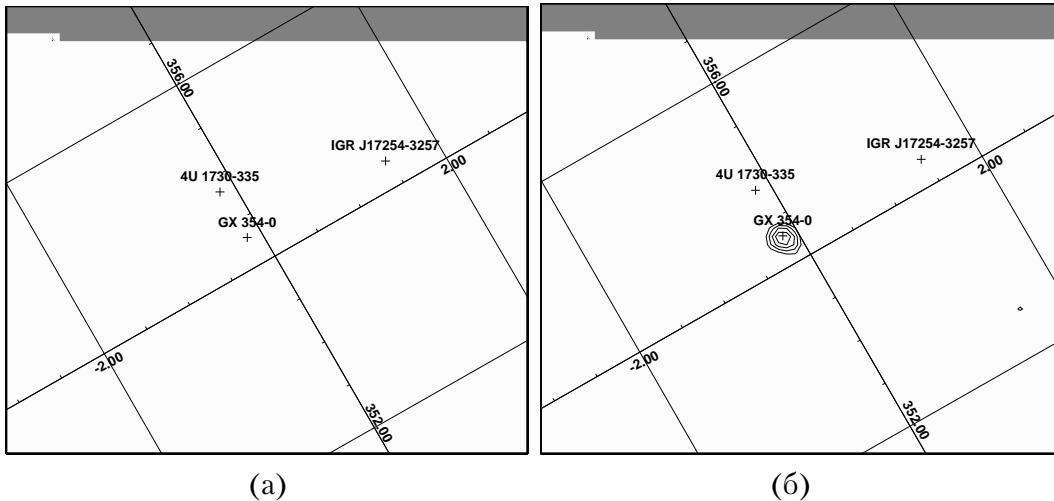 356.00
IGR J17254-3257
2.00
4U 1730-335
GX 354-0
-2.00
352.00
(а)
356.00
IGR J17254-3257
2.00
4U 1730-335
GX 354-0
-2.00
352.00
(б)